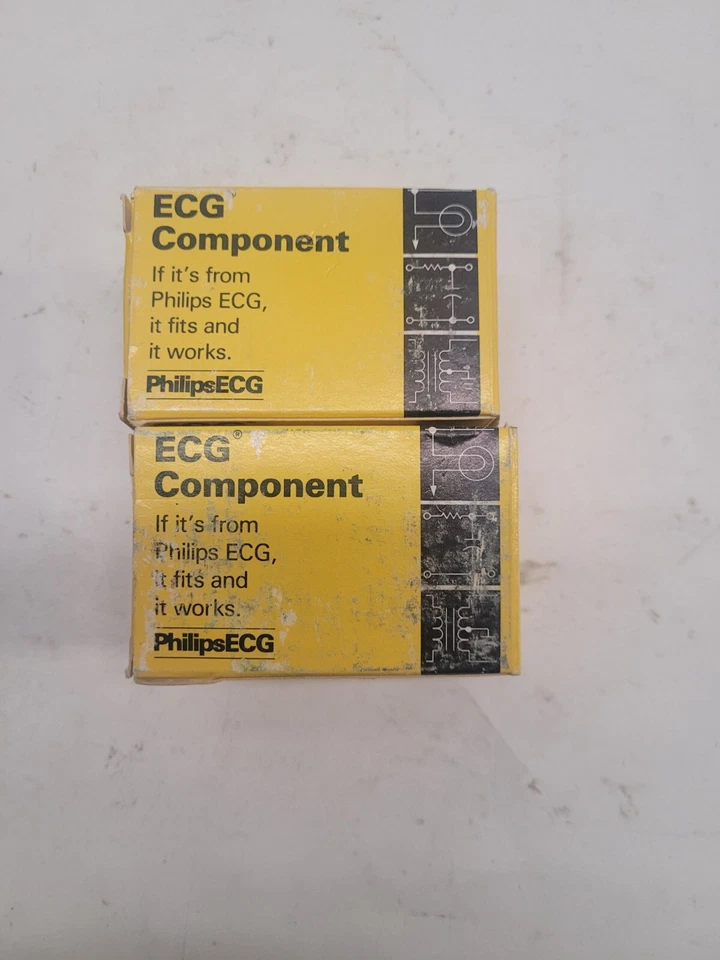 ECG
Component
If it's from
Philips ECG,
it fits and
it works.
PhilipsECG
ECG®
Component
If it's from
Philips ECG,
it fits and
it works.
PhilipsECG